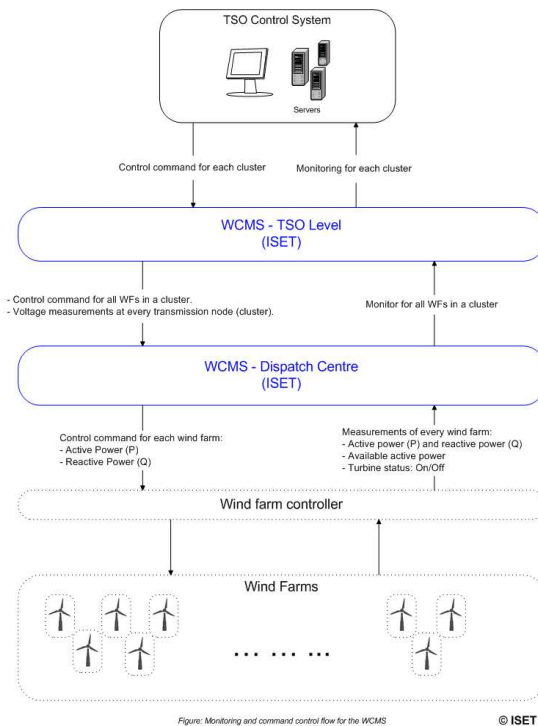 TSO Control System
Servers
Control command for each cluster
Monitoring for each cluster
WCMS - TSO Level
(ISET)
- Control command for all WFs in a cluster.
- Voltage measurements at every transmission node (cluster).
Monitor for all WFs in a cluster
WCMS - Dispatch Centre
(ISET)
Control command for each wind farm:
- Active Power (P)
- Reactive Power (Q)
Measurements of every wind farm:
- Active power (P) and reactive power (Q)
- Available active power
- Turbine status: On/Off
Wind farm controller
Wind Farms
... ... ...
Figure: Monitoring and command control flow for the WCMS
© ISET